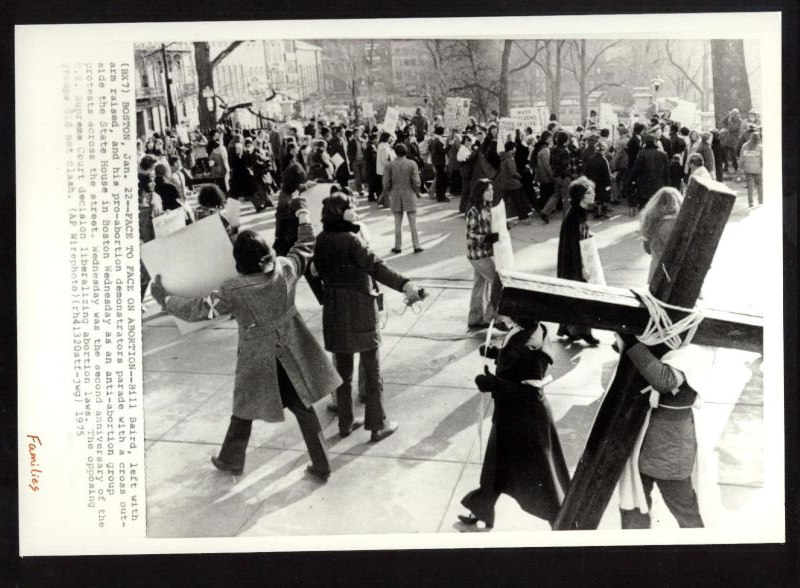 (BX7) BOSTON, Jan. 22--FACE TO FACE ON ABORTION--Bill Baird, left with
arm raised, and his pro-abortion demonstrators parade with a cross out-
side the State House in Boston Wednesday as an anti-abortion group
protests across the street. Wednesday was the second anniversary of the
U.S. Supreme Court decision liberalizing abortion laws. The opposing
groups did not clash. (AP Wirephoto)(rh41320stf-jwg) 1975
Families